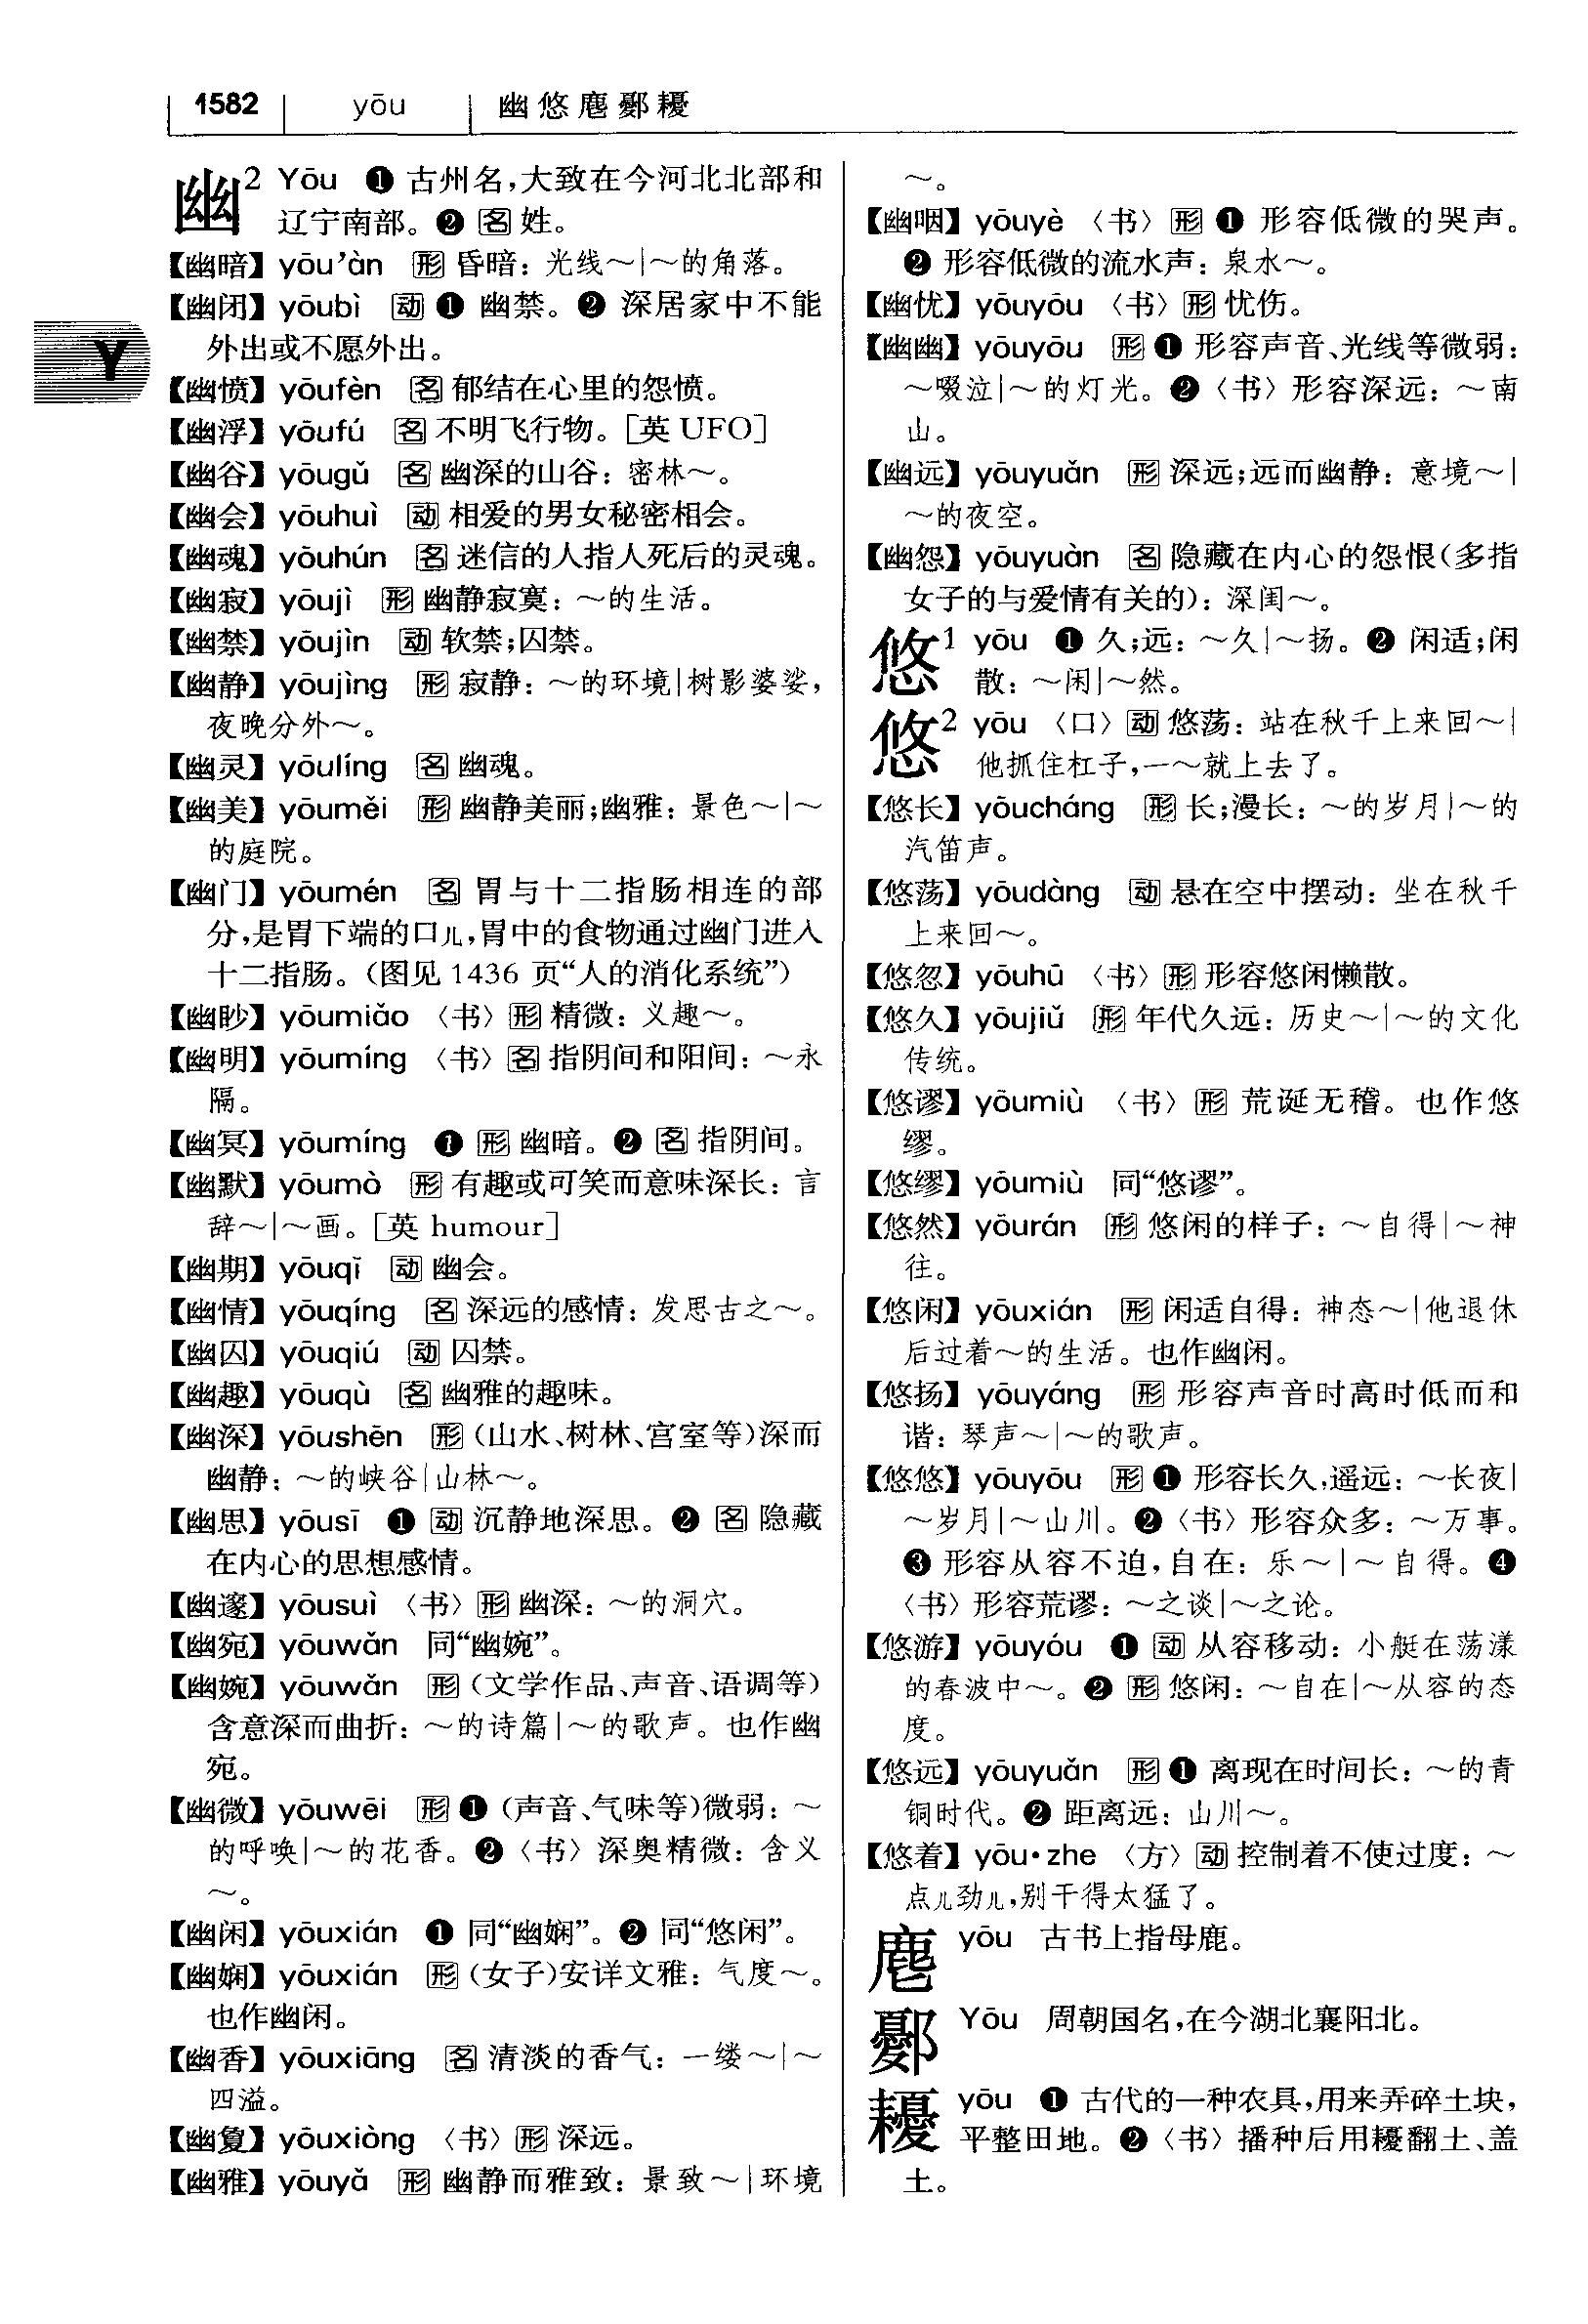 1582 yōu 幽悠麀鄾耰
Y
幽² Yōu ❶ 古州名,大致在今河北北部和
辽宁南部。❷ 名 姓。
【幽暗】 yōu’àn 形 昏暗: 光线～|～的角落。
【幽闭】 yōubì 动 ❶ 幽禁。❷ 深居家中不能
外出或不愿外出。
【幽愤】 yōufèn 名 郁结在心里的怨愤。
【幽浮】 yōufú 名 不明飞行物。[英 UFO]
【幽谷】 yōugǔ 名 幽深的山谷: 密林～。
【幽会】 yōuhuì 动 相爱的男女秘密相会。
【幽魂】 yōuhún 名 迷信的人指人死后的灵魂。
【幽寂】 yōujì 形 幽静寂寞: ～的生活。
【幽禁】 yōujìn 动 软禁;囚禁。
【幽静】 yōujìng 形 寂静: ～的环境|树影婆娑,
夜晚分外～。
【幽灵】 yōulíng 名 幽魂。
【幽美】 yōuměi 形 幽静美丽;幽雅: 景色～|～
的庭院。
【幽门】 yōumén 名 胃与十二指肠相连的部
分,是胃下端的口儿,胃中的食物通过幽门进入
十二指肠。(图见 1436 页“人的消化系统”)
【幽眇】 yōumiǎo 〈书〉 形 精微: 义趣～。
【幽明】 yōumíng 〈书〉 名 指阴间和阳间: ～永
隔。
【幽冥】 yōumíng ❶ 形 幽暗。❷ 名 指阴间。
【幽默】 yōumò 形 有趣或可笑而意味深长: 言
辞～|～画。[英 humour]
【幽期】 yōuqī 动 幽会。
【幽情】 yōuqíng 名 深远的感情: 发思古之～。
【幽囚】 yōuqiú 动 囚禁。
【幽趣】 yōuqù 名 幽雅的趣味。
【幽深】 yōushēn 形 (山水、树林、宫室等)深而
幽静: ～的峡谷|山林～。
【幽思】 yōusī ❶ 动 沉静地深思。❷ 名 隐藏
在内心的思想感情。
【幽邃】 yōusuì 〈书〉 形 幽深: ～的洞穴。
【幽宛】 yōuwǎn 同“幽婉”。
【幽婉】 yōuwǎn 形 (文学作品、声音、语调等)
含意深而曲折: ～的诗篇|～的歌声。也作幽
宛。
【幽微】 yōuwēi 形 ❶ (声音、气味等)微弱: ～
的呼唤|～的花香。❷〈书〉深奥精微: 含义
～。
【幽闲】 yōuxián ❶ 同“幽娴”。❷ 同“悠闲”。
【幽娴】 yōuxián 形 (女子)安详文雅: 气度～。
也作幽闲。
【幽香】 yōuxiāng 名 清淡的香气: 一缕～|～
四溢。
【幽夐】 yōuxiòng 〈书〉 形 深远。
【幽雅】 yōuyǎ 形 幽静而雅致: 景致～|环境
～。
【幽咽】 yōuyè 〈书〉 形 ❶ 形容低微的哭声。
❷ 形容低微的流水声: 泉水～。
【幽忧】 yōuyōu 〈书〉 形 忧伤。
【幽幽】 yōuyōu 形 ❶ 形容声音、光线等微弱:
～啜泣|～的灯光。❷〈书〉形容深远: ～南
山。
【幽远】 yōuyuǎn 形 深远;远而幽静: 意境～|
～的夜空。
【幽怨】 yōuyuàn 名 隐藏在内心的怨恨(多指
女子的与爱情有关的): 深闺～。
悠¹ yōu ❶ 久;远: ～久|～扬。❷ 闲适;闲
散: ～闲|～然。
悠² yōu 〈口〉 动 悠荡: 站在秋千上来回～|
他抓住杠子,一～就上去了。
【悠长】 yōucháng 形 长;漫长: ～的岁月|～的
汽笛声。
【悠荡】 yōudàng 动 悬在空中摆动: 坐在秋千
上来回～。
【悠忽】 yōuhū 〈书〉 形 形容悠闲懒散。
【悠久】 yōujiǔ 形 年代久远: 历史～|～的文化
传统。
【悠谬】 yōumiù 〈书〉 形 荒诞无稽。也作悠
缪。
【悠缪】 yōumiù 同“悠谬”。
【悠然】 yōurán 形 悠闲的样子: ～自得|～神
往。
【悠闲】 yōuxián 形 闲适自得: 神态～|他退休
后过着～的生活。也作幽闲。
【悠扬】 yōuyáng 形 形容声音时高时低而和
谐: 琴声～|～的歌声。
【悠悠】 yōuyōu 形 ❶ 形容长久,遥远: ～长夜|
～岁月|～山川。❷〈书〉形容众多: ～万事。
❸ 形容从容不迫,自在: 乐～|～自得。❹
〈书〉形容荒谬: ～之谈|～之论。
【悠游】 yōuyóu ❶ 动 从容移动: 小艇在荡漾
的春波中～。❷ 形 悠闲: ～自在|～从容的态
度。
【悠远】 yōuyuǎn 形 ❶ 离现在时间长: ～的青
铜时代。❷ 距离远: 山川～。
【悠着】 yōu·zhe 〈方〉 动 控制着不使过度: ～
点儿劲儿,别干得太猛了。
麀 yōu 古书上指母鹿。
鄾 Yōu 周朝国名,在今湖北襄阳北。
耰 yōu ❶ 古代的一种农具,用来弄碎土块,
平整田地。❷〈书〉播种后用耰翻土、盖
土。